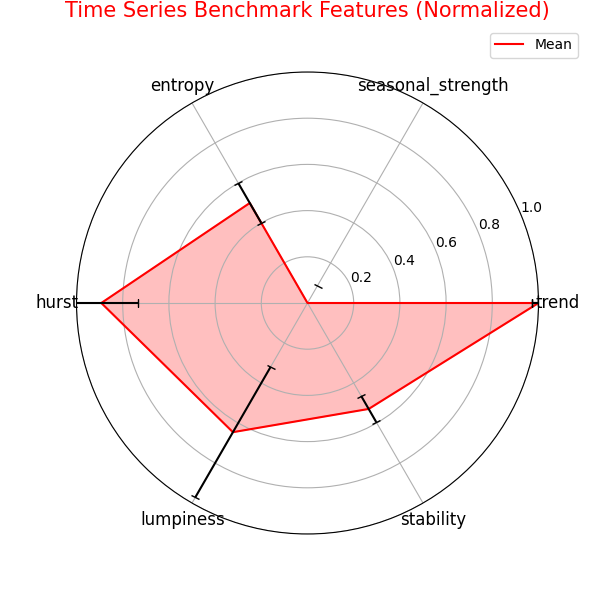 Time Series Benchmark Features (Normalized)
Mean
entropy
seasonal_strength
1.0
0.8
0.6
0.4
0.2
hurst
trend
lumpiness
stability